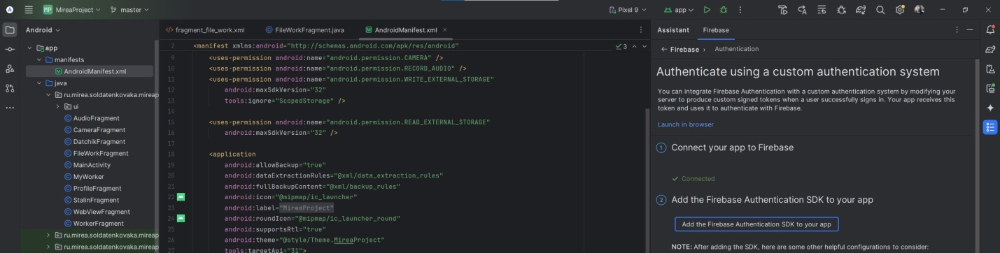 MP MireaProject master Pixel 9 app
Android
app
manifests
AndroidManifest.xml
java
ru.mirea.soldatenkovaka.mireap
ui
AudioFragment
CameraFragment
DatchikFragment
FileWorkFragment
MainActivity
MyWorker
ProfileFragment
StalinFragment
WebViewFragment
WorkerFragment
ru.mirea.soldatenkovaka.mireap
ru.mirea.soldatenkovaka.mireap
fragment_file_work.xml FileWorkFragment.java AndroidManifest.xml
2 <manifest xmlns:android="http://schemas.android.com/apk/res/android" 3
9 <uses-permission android:name="android.permission.CAMERA" />
10 <uses-permission android:name="android.permission.RECORD_AUDIO" />
11 <uses-permission android:name="android.permission.WRITE_EXTERNAL_STORAGE"
12 android:maxSdkVersion="32"
13 tools:ignore="ScopedStorage" />
14
15 <uses-permission android:name="android.permission.READ_EXTERNAL_STORAGE"
16 android:maxSdkVersion="32" />
17
18 <application
19 android:allowBackup="true"
20 android:dataExtractionRules="@xml/data_extraction_rules"
21 android:fullBackupContent="@xml/backup_rules"
22 android:icon="@mipmap/ic_launcher"
23 android:label="MireaProject"
24 android:roundIcon="@mipmap/ic_launcher_round"
25 android:supportsRtl="true"
26 android:theme="@style/Theme.MireaProject"
27 tools:targetApi="31">
Assistant Firebase
Firebase Authentication
Authenticate using a custom authentication system
You can integrate Firebase Authentication with a custom authentication system by modifying your
server to produce custom signed tokens when a user successfully signs in. Your app receives this
token and uses it to authenticate with Firebase.
Launch in browser
1 Connect your app to Firebase
Connected
2 Add the Firebase Authentication SDK to your app
Add the Firebase Authentication SDK to your app
NOTE: After adding the SDK, here are some other helpful configurations to consider: